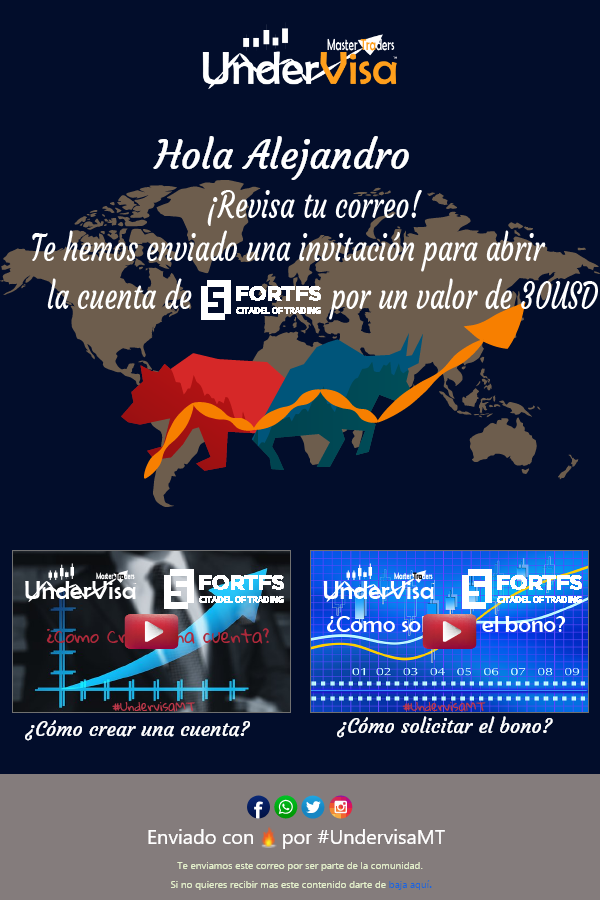 Master Traders
UnderVisa
Hola Alejandro
¡Revisa tu correo!
Te hemos enviado una invitación para abrir
la cuenta de FORTFS por un valor de 30USD
CITADEL OF TRADING
Master Traders
UnderVisa
FORTFS
CITADEL OF TRADING
¿Como Cr na cuenta?
#UndervisaMT
¿Cómo crear una cuenta?
Master Traders
UnderVisa
FORTFS
CITADEL OF TRADING
¿Como so el bono?
01 02 03 04 05 06 07 08 09
#UndervisaMT
¿Cómo solicitar el bono?
Enviado con 🔥 por #UndervisaMT
Te enviamos este correo por ser parte de la comunidad.
Si no quieres recibir mas este contenido darte de baja aquí.